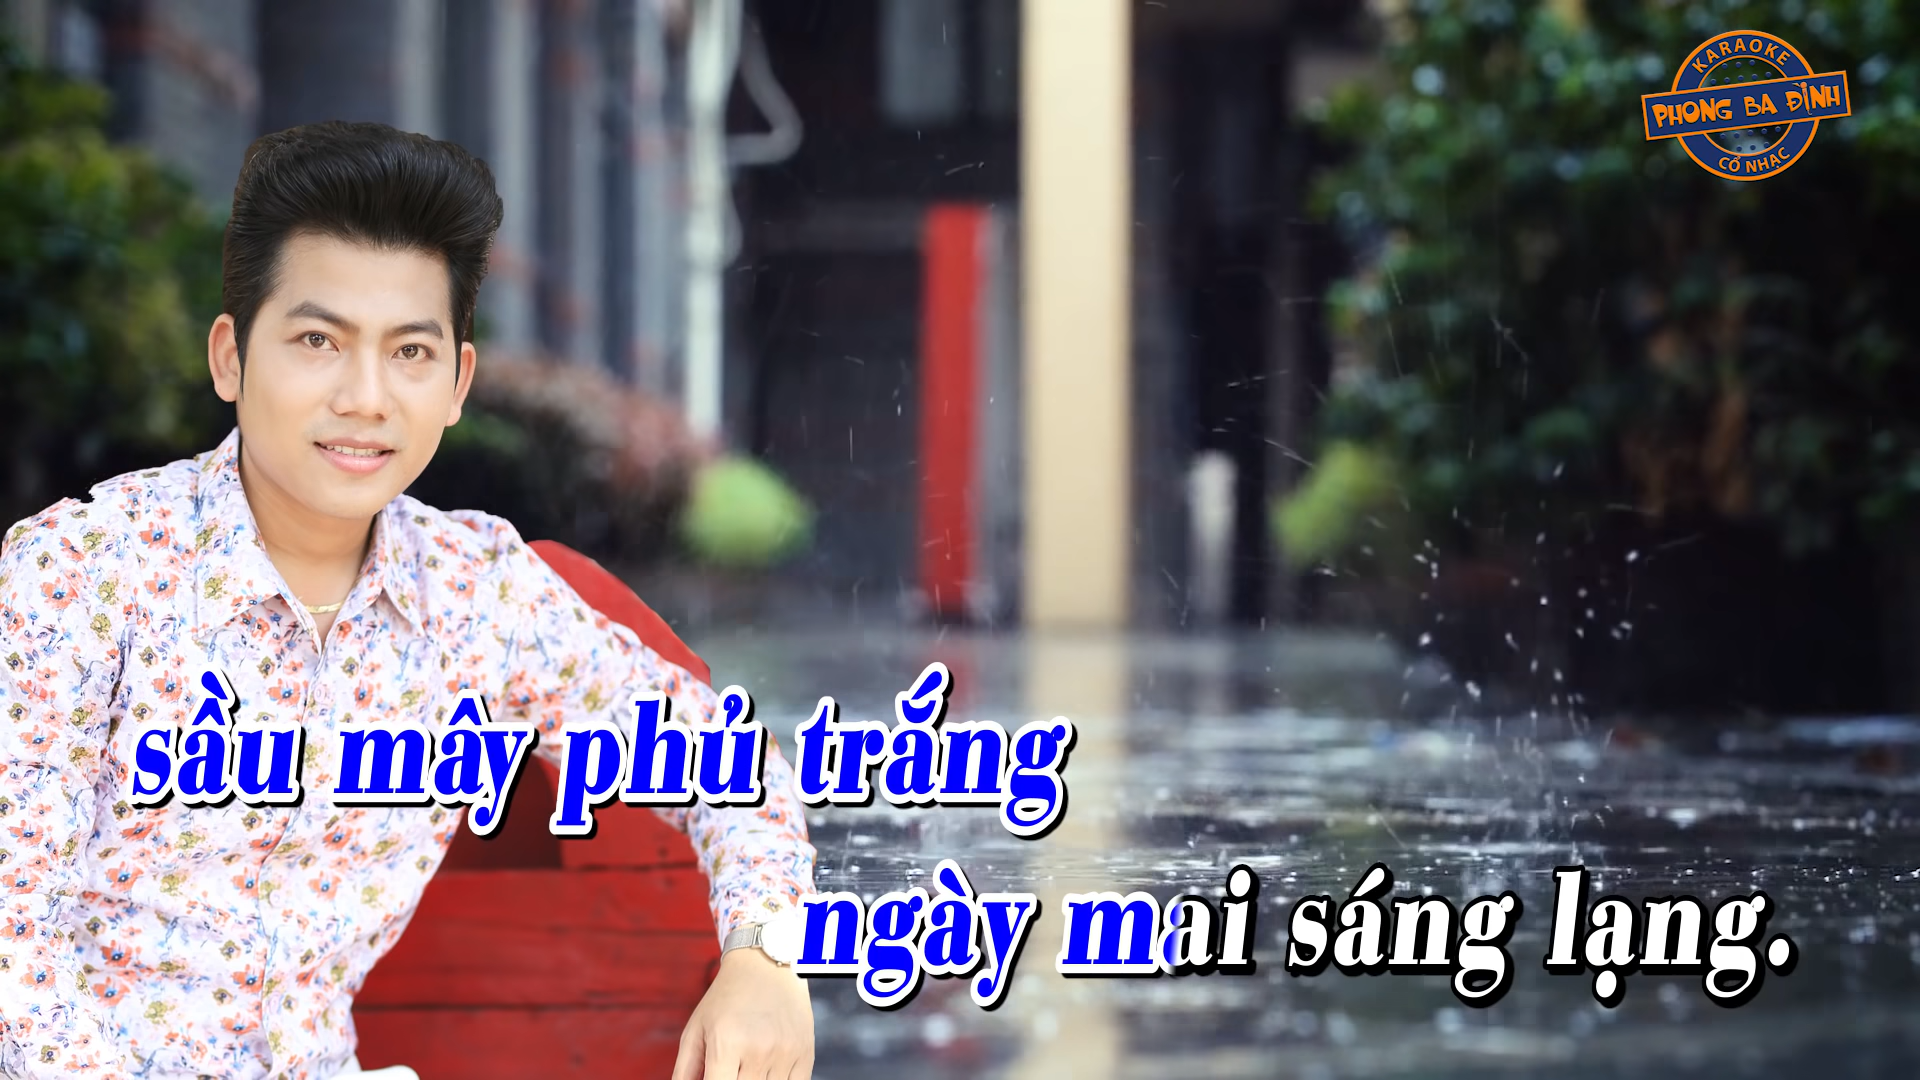 KARAOKE
PHONG BA ĐÌNH
CỔ NHẠC
sầu mây phủ trắng
ngày mai sáng lạng.